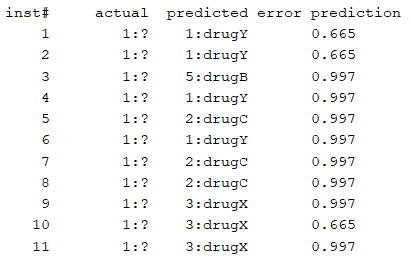 inst# actual predicted error prediction
1 1:? 1:drugY 0.665
2 1:? 1:drugY 0.665
3 1:? 5:drugB 0.997
4 1:? 1:drugY 0.997
5 1:? 2:drugC 0.997
6 1:? 1:drugY 0.997
7 1:? 2:drugC 0.997
8 1:? 2:drugC 0.997
9 1:? 3:drugX 0.997
10 1:? 3:drugX 0.665
11 1:? 3:drugX 0.997